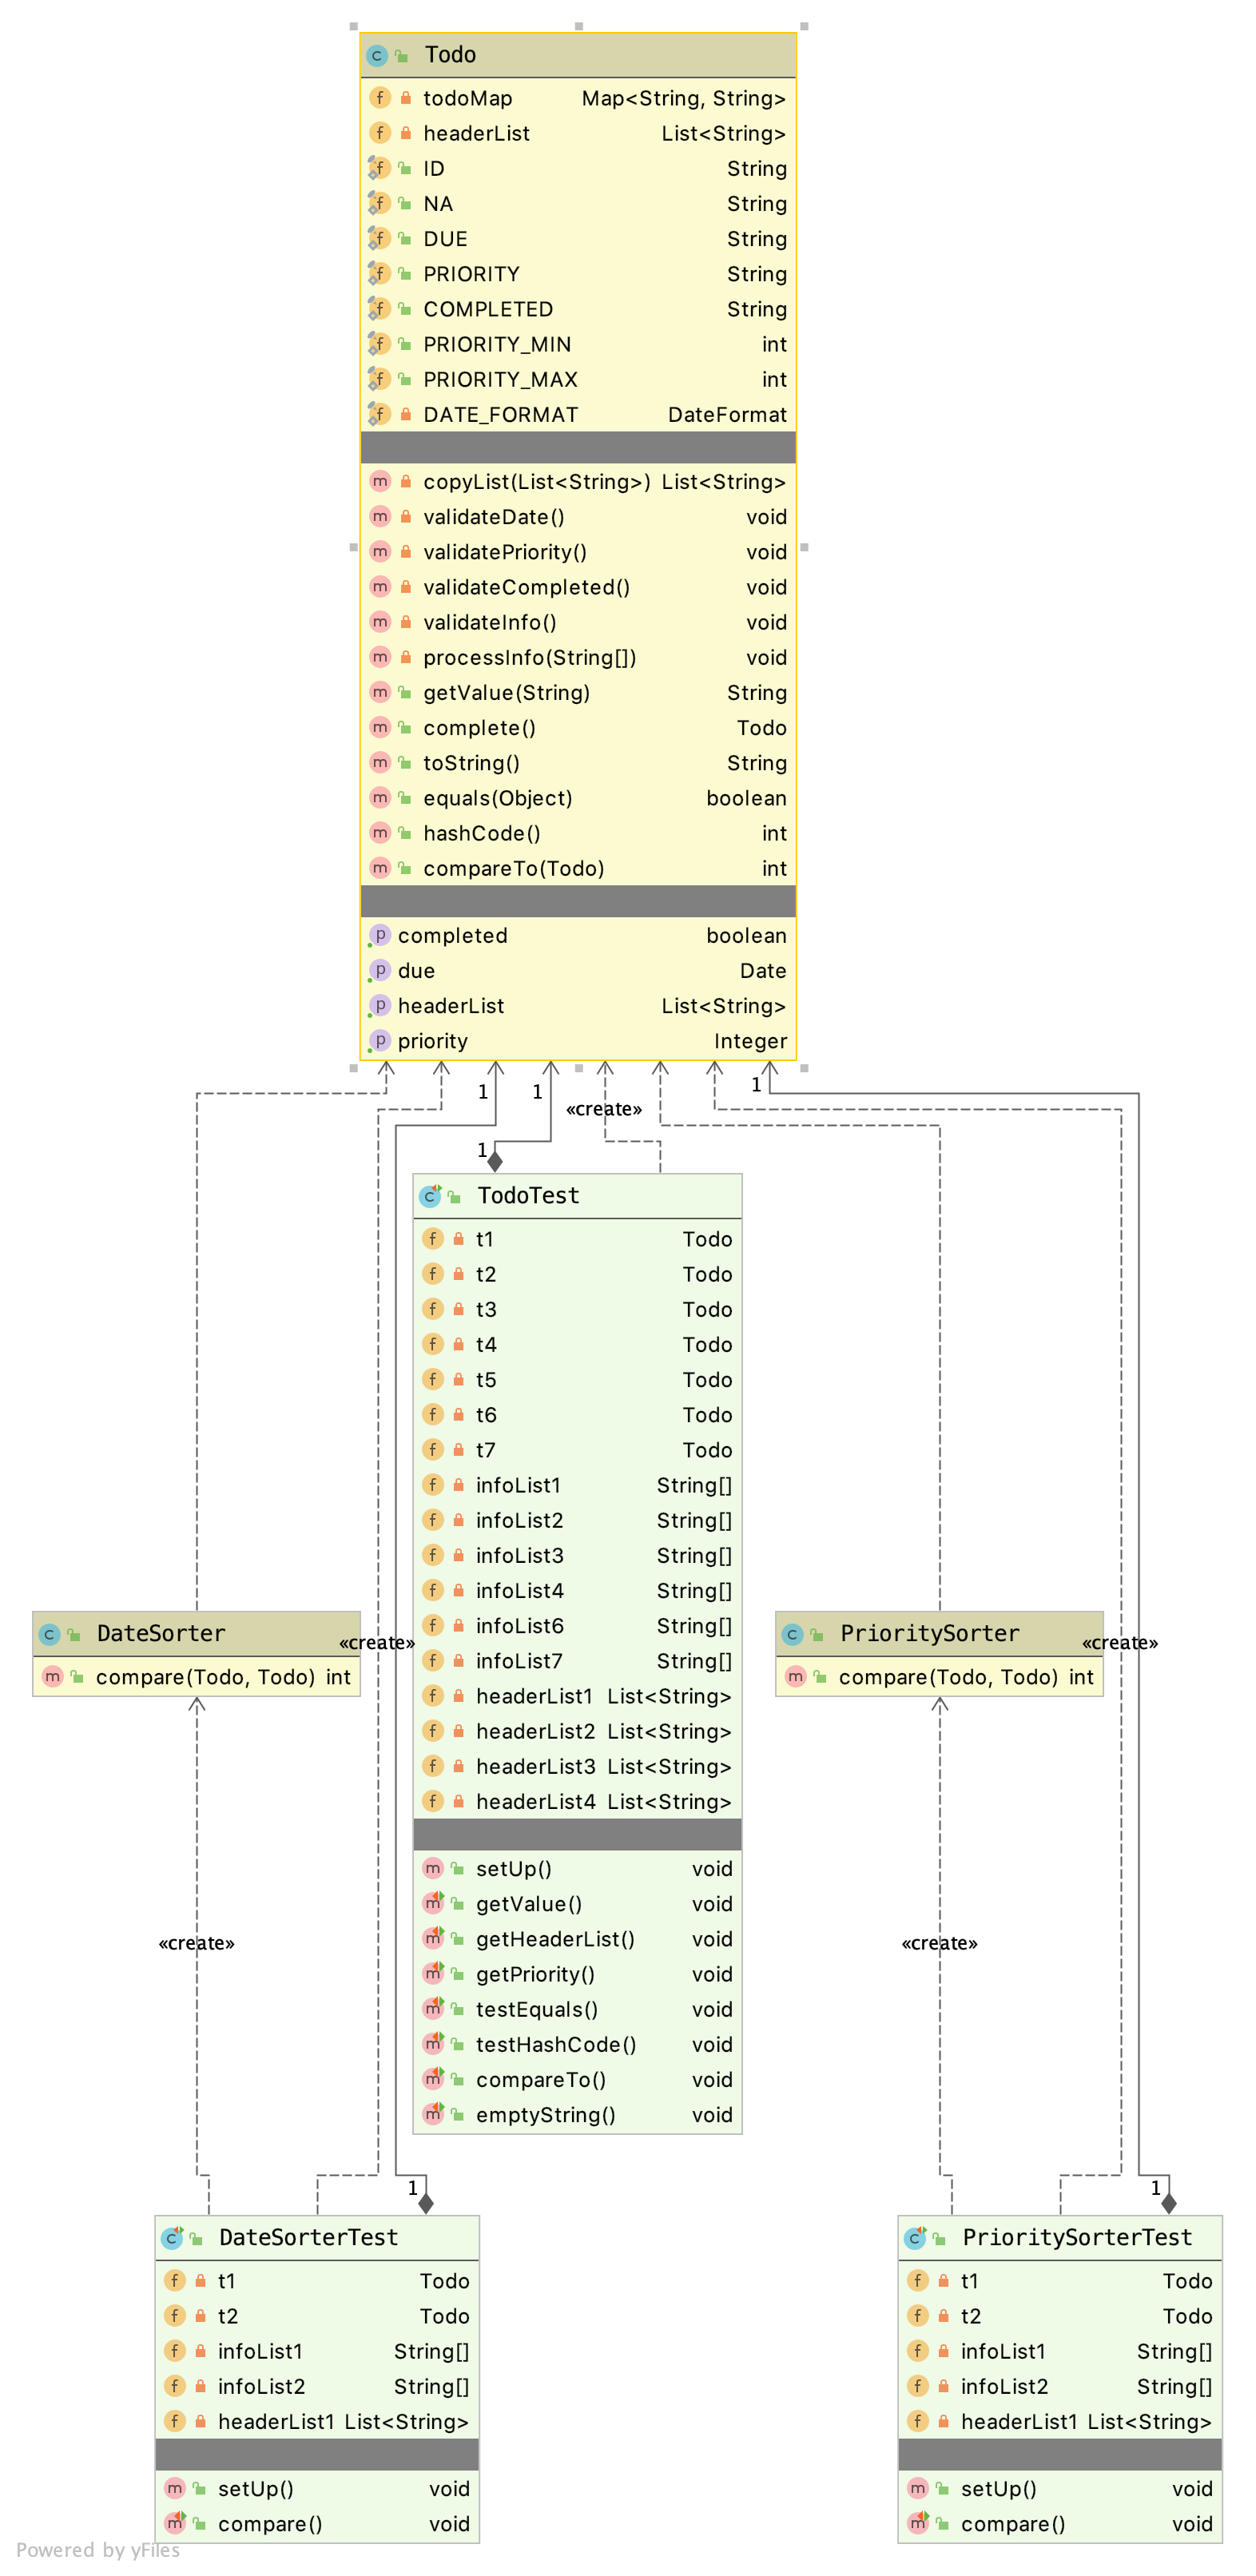 Todo
todoMap Map<String, String>
headerList List<String>
ID String
NA String
DUE String
PRIORITY String
COMPLETED String
PRIORITY_MIN int
PRIORITY_MAX int
DATE_FORMAT DateFormat
copyList(List<String>) List<String>
validateDate() void
validatePriority() void
validateCompleted() void
validateInfo() void
processInfo(String[]) void
getValue(String) String
complete() Todo
toString() String
equals(Object) boolean
hashCode() int
compareTo(Todo) int
completed boolean
due Date
headerList List<String>
priority Integer
1 1 1
«create»
1
TodoTest
t1 Todo
t2 Todo
t3 Todo
t4 Todo
t5 Todo
t6 Todo
t7 Todo
infoList1 String[]
infoList2 String[]
infoList3 String[]
infoList4 String[]
infoList6 String[]
infoList7 String[]
headerList1 List<String>
headerList2 List<String>
headerList3 List<String>
headerList4 List<String>
setUp() void
getValue() void
getHeaderList() void
getPriority() void
testEquals() void
testHashCode() void
compareTo() void
emptyString() void
DateSorter
compare(Todo, Todo) int
«create»
PrioritySorter
compare(Todo, Todo) int
«create»
«create»
«create»
1
DateSorterTest
t1 Todo
t2 Todo
infoList1 String[]
infoList2 String[]
headerList1 List<String>
setUp() void
compare() void
1
PrioritySorterTest
t1 Todo
t2 Todo
infoList1 String[]
infoList2 String[]
headerList1 List<String>
setUp() void
compare() void
Powered by yFiles